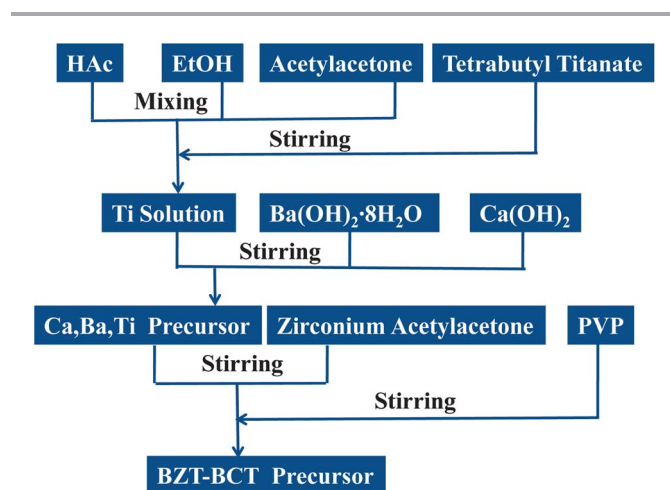 HAc EtOH Acetylacetone Tetrabutyl Titanate
Mixing
Stirring
Ti Solution Ba(OH)₂·8H₂O Ca(OH)₂
Stirring
Ca,Ba,Ti Precursor Zirconium Acetylacetone PVP
Stirring
Stirring
BZT-BCT Precursor